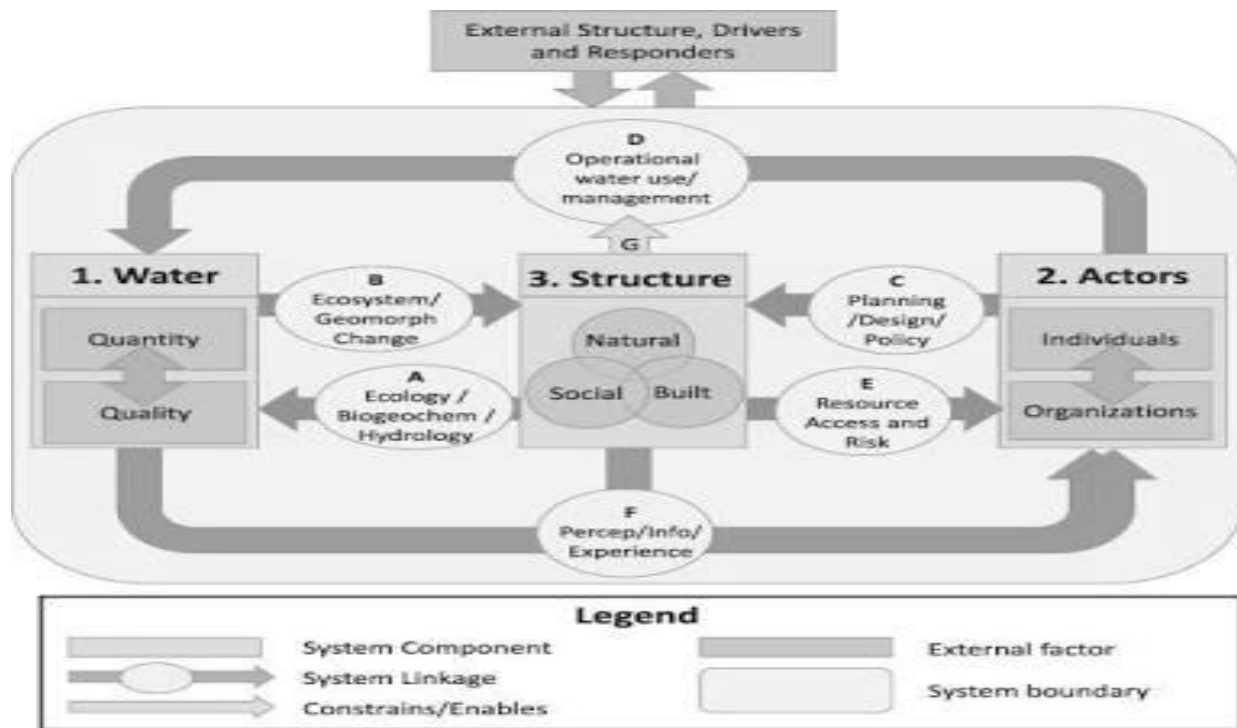 External Structure, Drivers
and Responders
D
Operational
water use/
management
G
1. Water
Quantity
Quality
B
Ecosystem/
Geomorph
Change
A
Ecology /
Biogeochem /
/Hydrology
3. Structure
Natural
Social
Built
C
Planning
/Design/
Policy
E
Resource
Access and
Risk
2. Actors
Individuals
Organizations
F
Percep/Info/
Experience
Legend
System Component
System Linkage
Constrains/Enables
External factor
System boundary